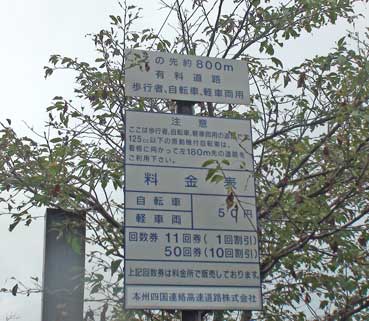 の先約800m
有料道路
歩行者、自転車、軽車両用
注意
ここは歩行者、自転車、軽車両用の道路です。
125cc以下の原動機付自転車は、
看板に向かって左180m先の道路を
ご利用下さい。
料金表
自転車
軽車両
50円
回数券 11回券(1回割引)
50回券(10回割引)
上記回数券は料金所で販売しております。
本州四国連絡高速道路株式会社